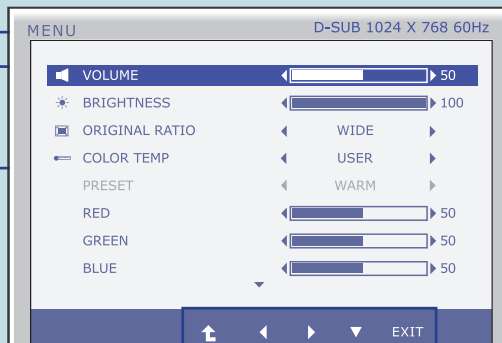 MENU D-SUB 1024 X 768 60Hz
VOLUME 50
BRIGHTNESS 100
ORIGINAL RATIO WIDE
COLOR TEMP USER
PRESET WARM
RED 50
GREEN 50
BLUE 50
EXIT